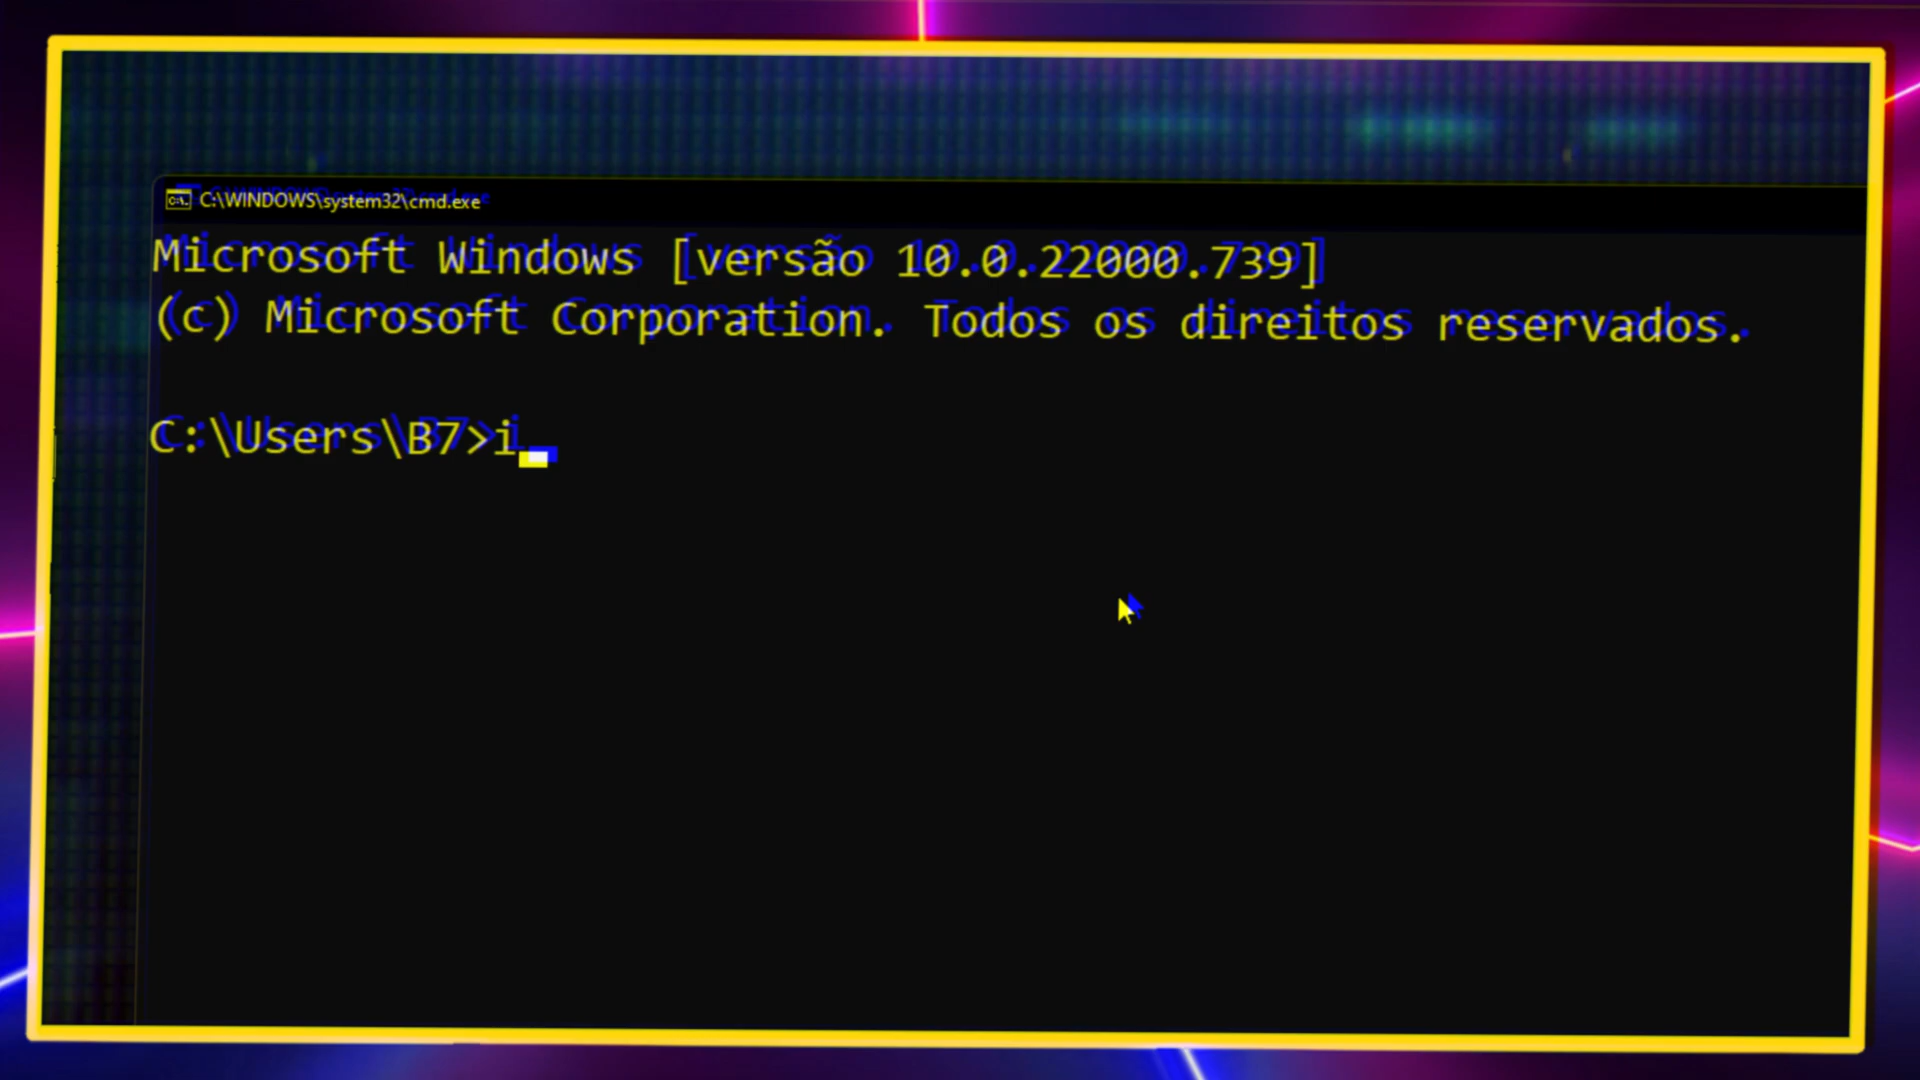 C:\WINDOWS\system32\cmd.exe
Microsoft Windows [versão 10.0.22000.739]
(c) Microsoft Corporation. Todos os direitos reservados.
C:\Users\B7>i